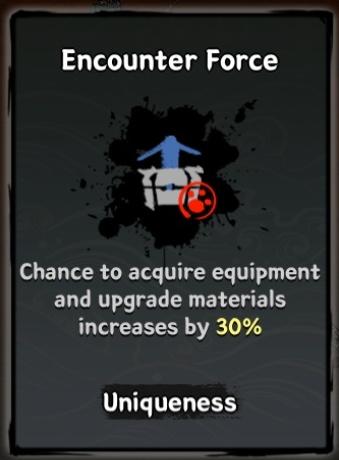 Encounter Force
Chance to acquire equipment
and upgrade materials
increases by 30%
Uniqueness